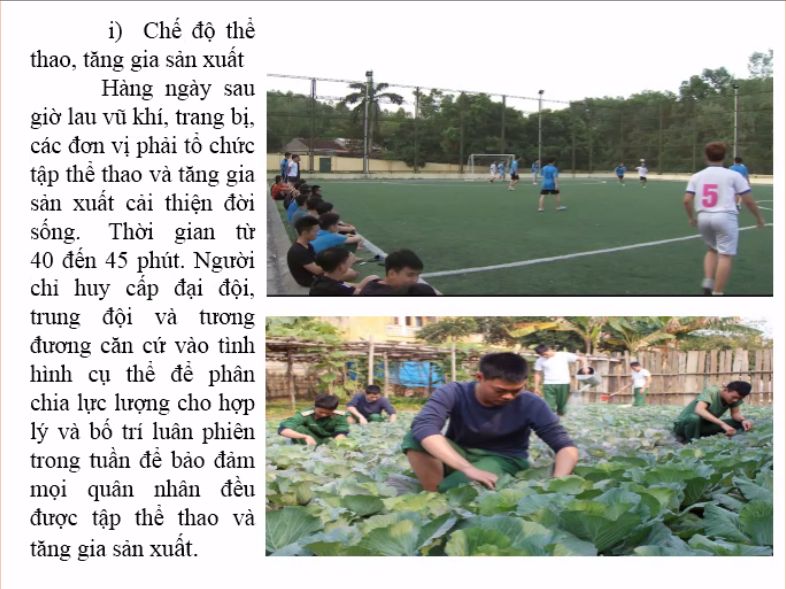 i) Chế độ thể
thao, tăng gia sản xuất
Hàng ngày sau
giờ lau vũ khí, trang bị,
các đơn vị phải tổ chức
tập thể thao và tăng gia
sản xuất cải thiện đời
sống. Thời gian từ
40 đến 45 phút. Người
chỉ huy cấp đại đội,
trung đội và tương
đương căn cứ vào tình
hình cụ thể để phân
chia lực lượng cho hợp
lý và bố trí luân phiên
trong tuần để bảo đảm
mọi quân nhân đều
được tập thể thao và
tăng gia sản xuất.
5